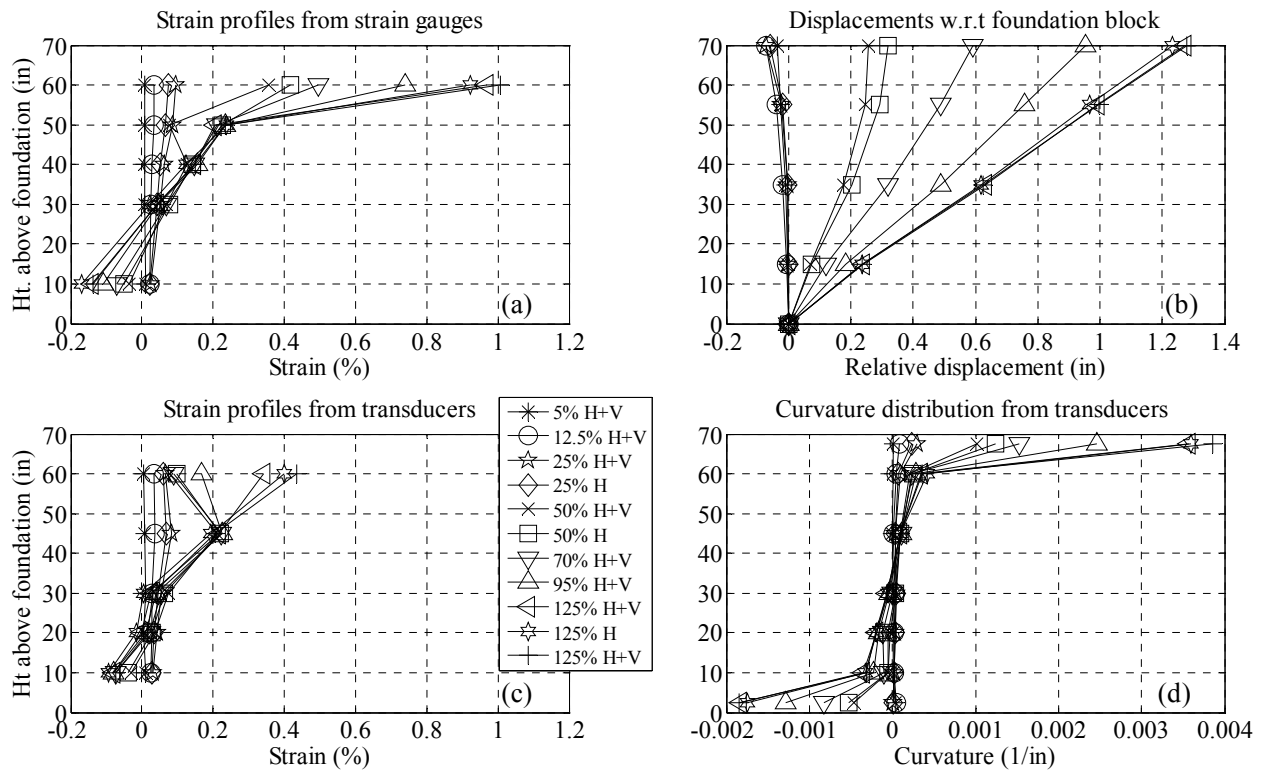 Strain profiles from strain gauges
70
60
50
40
30
20
10
0
Ht. above foundation (in)
-0.2 0 0.2 0.4 0.6 0.8 1 1.2
Strain (%)
(a)
Displacements w.r.t foundation block
70
60
50
40
30
20
10
0
-0.2 0 0.2 0.4 0.6 0.8 1 1.2 1.4
Relative displacement (in)
(b)
Strain profiles from transducers
70
60
50
40
30
20
10
0
Ht above foundation (in)
-0.2 0 0.2 0.4 0.6 0.8 1 1.2
Strain (%)
(c)
5% H+V
12.5% H+V
25% H+V
25% H
50% H+V
50% H
70% H+V
95% H+V
125% H+V
125% H
125% H+V
Curvature distribution from transducers
70
60
50
40
30
20
10
0
-0.002 -0.001 0 0.001 0.002 0.003 0.004
Curvature (1/in)
(d)